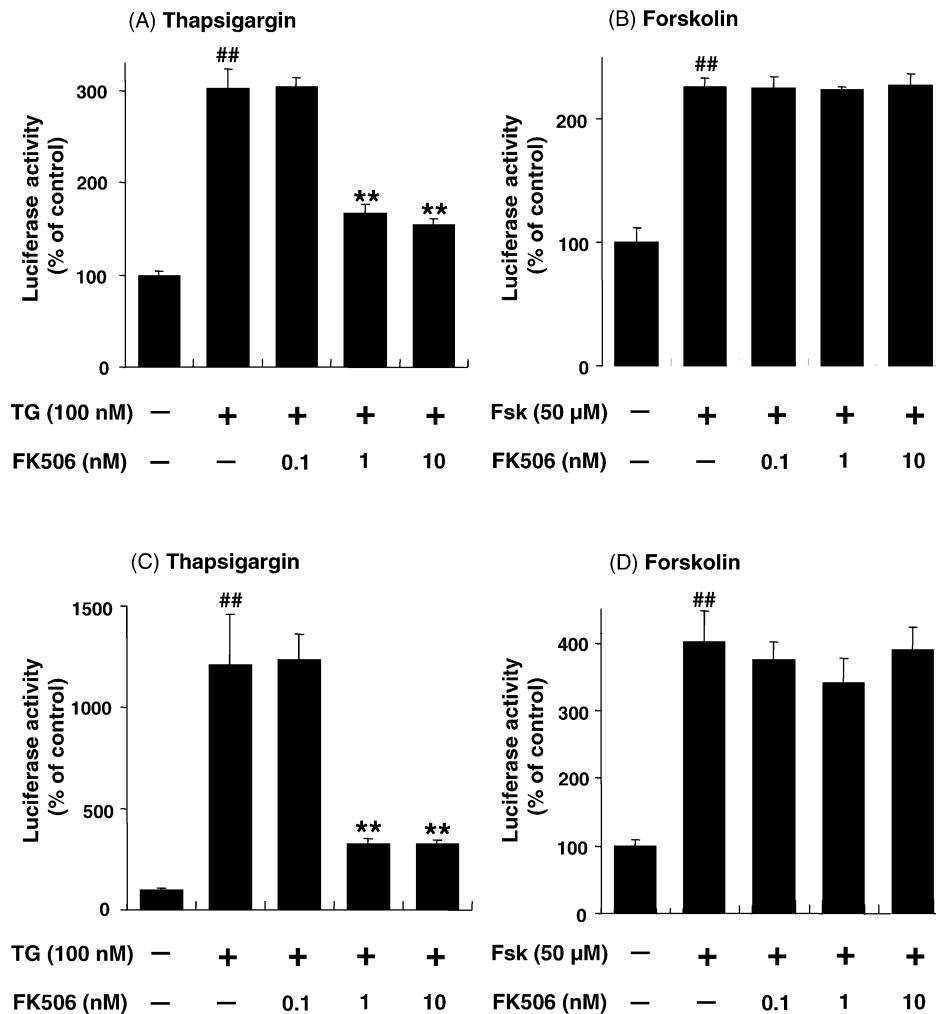 (A) Thapsigargin
##
300
200
100
0
Luciferase activity
(% of control)
**
**
TG (100 nM) − + + + +
FK506 (nM) − − 0.1 1 10
(B) Forskolin
##
200
100
0
Luciferase activity
(% of control)
Fsk (50 µM) − + + + +
FK506 (nM) − − 0.1 1 10
(C) Thapsigargin
##
1500
1000
500
0
Luciferase activity
(% of control)
**
**
TG (100 nM) − + + + +
FK506 (nM) − − 0.1 1 10
(D) Forskolin
##
400
300
200
100
0
Luciferase activity
(% of control)
Fsk (50 µM) − + + + +
FK506 (nM) − − 0.1 1 10